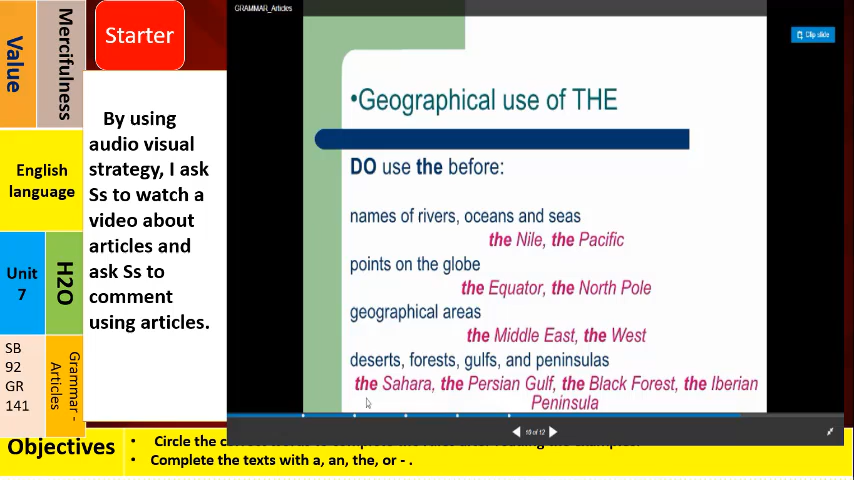 Value
Mercifulness
Starter
English
language
Unit
7
H2O
SB
92
GR
141
Grammar -
Articles
By using
audio visual
strategy, I ask
Ss to watch a
video about
articles and
ask Ss to
comment
using articles.
GRAMMAR_Articles
Clip slide
•Geographical use of THE
DO use the before:
names of rivers, oceans and seas
the Nile, the Pacific
points on the globe
the Equator, the North Pole
geographical areas
the Middle East, the West
deserts, forests, gulfs, and peninsulas
the Sahara, the Persian Gulf, the Black Forest, the Iberian
Peninsula
10 of 12
Objectives
• Circle the
• Complete the texts with a, an, the, or - .